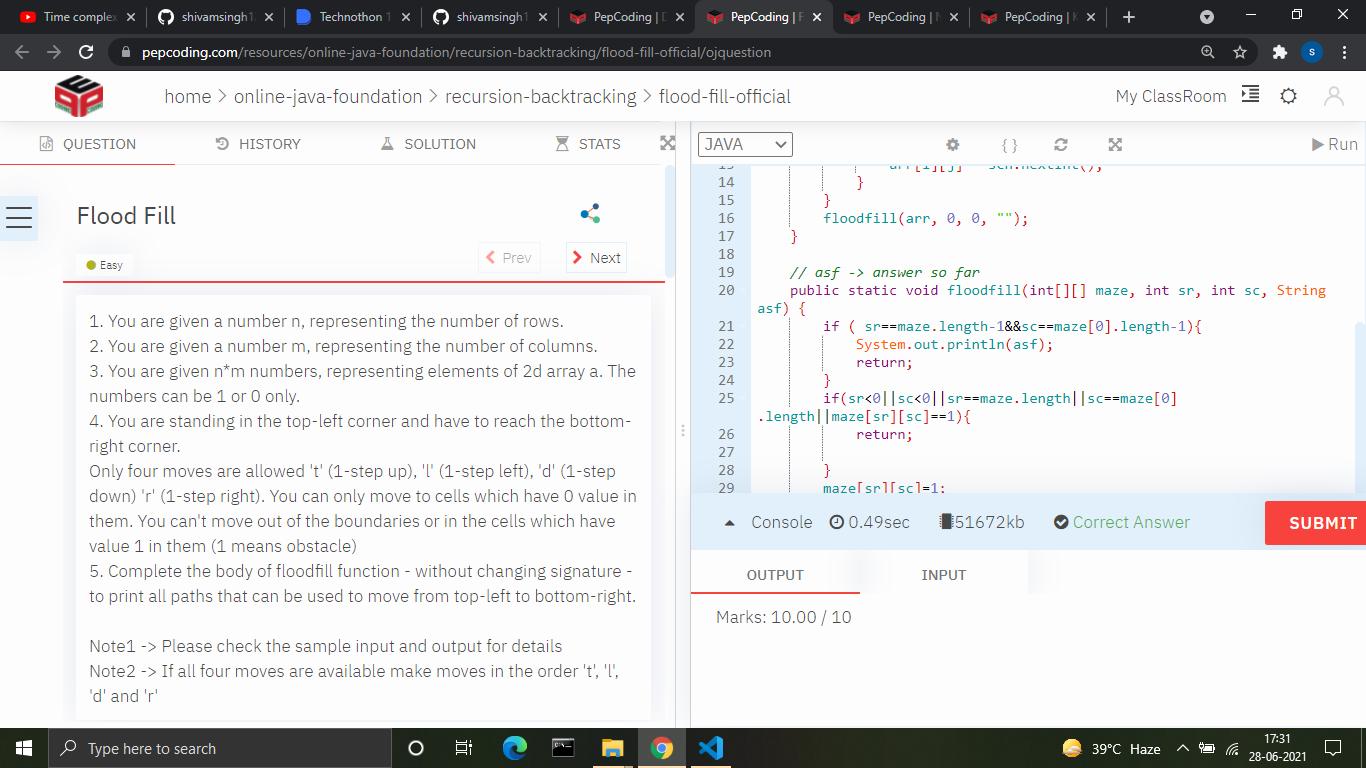 Time complex
shivamsingh1
Technothon 1
shivamsingh1
PepCoding | D
PepCoding | F
PepCoding |
PepCoding | K
pepcoding.com/resources/online-java-foundation/recursion-backtracking/flood-fill-official/ojquestion
S
home > online-java-foundation > recursion-backtracking > flood-fill-official
My ClassRoom
QUESTION
HISTORY
SOLUTION
STATS
JAVA
{ }
Run
Flood Fill
Easy
Prev
Next
1. You are given a number n, representing the number of rows.
2. You are given a number m, representing the number of columns.
3. You are given n*m numbers, representing elements of 2d array a. The
numbers can be 1 or 0 only.
4. You are standing in the top-left corner and have to reach the bottom-
right corner.
Only four moves are allowed 't' (1-step up), 'l' (1-step left), 'd' (1-step
down) 'r' (1-step right). You can only move to cells which have 0 value in
them. You can't move out of the boundaries or in the cells which have
value 1 in them (1 means obstacle)
5. Complete the body of floodfill function - without changing signature -
to print all paths that can be used to move from top-left to bottom-right.
Note1 -> Please check the sample input and output for details
Note2 -> If all four moves are available make moves in the order 't', 'l',
'd' and 'r'
14 }
15 }
16 floodfill(arr, 0, 0, "");
17 }
18
19 // asf -> answer so far
20 public static void floodfill(int[][] maze, int sr, int sc, String
asf) {
21 if ( sr==maze.length-1&&sc==maze[0].length-1){
22 System.out.println(asf);
23 return;
24 }
25 if(sr<0||sc<0||sr==maze.length||sc==maze[0]
.length||maze[sr][sc]==1){
26 return;
27
28 }
29 maze[sr][sc]=1;
Console
0.49sec
51672kb
Correct Answer
SUBMIT
OUTPUT
INPUT
Marks: 10.00 / 10
Type here to search
39°C Haze
17:31
28-06-2021